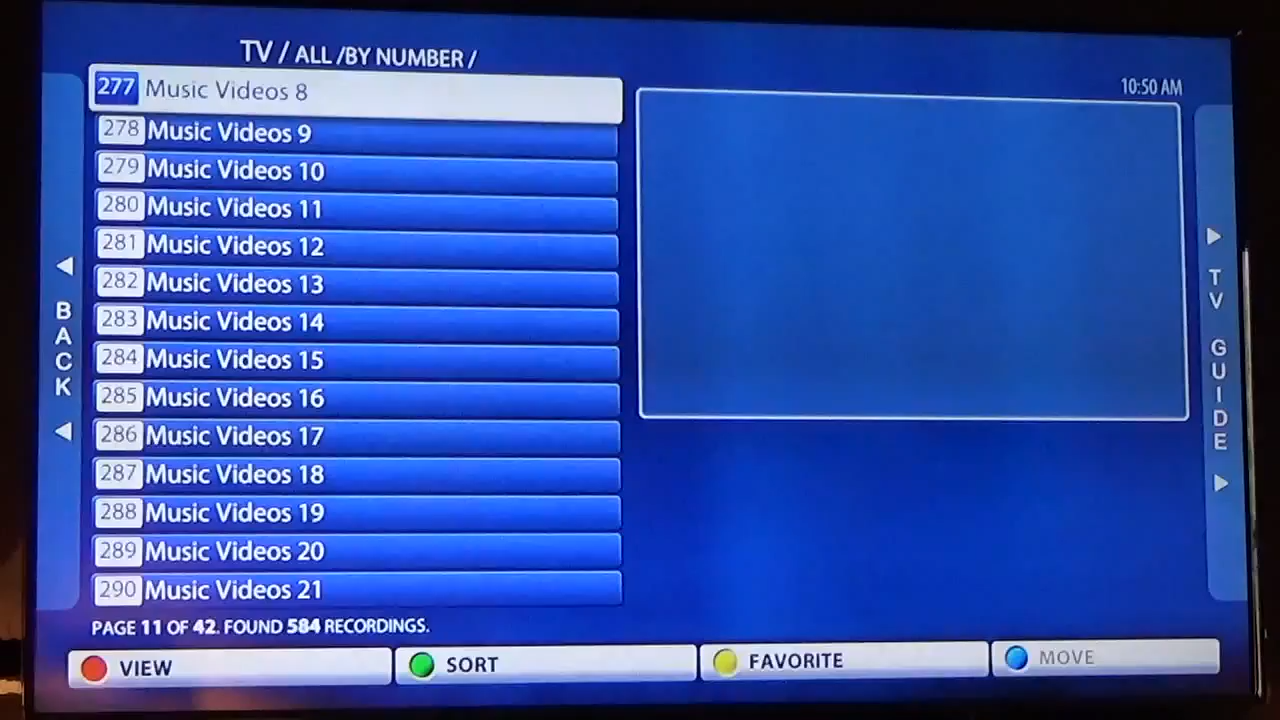 TV / ALL /BY NUMBER /
10:50 AM
277 Music Videos 8
278 Music Videos 9
279 Music Videos 10
280 Music Videos 11
281 Music Videos 12
282 Music Videos 13
283 Music Videos 14
284 Music Videos 15
285 Music Videos 16
286 Music Videos 17
287 Music Videos 18
288 Music Videos 19
289 Music Videos 20
290 Music Videos 21
BACK
TV GUIDE
PAGE 11 OF 42. FOUND 584 RECORDINGS.
VIEW SORT FAVORITE MOVE